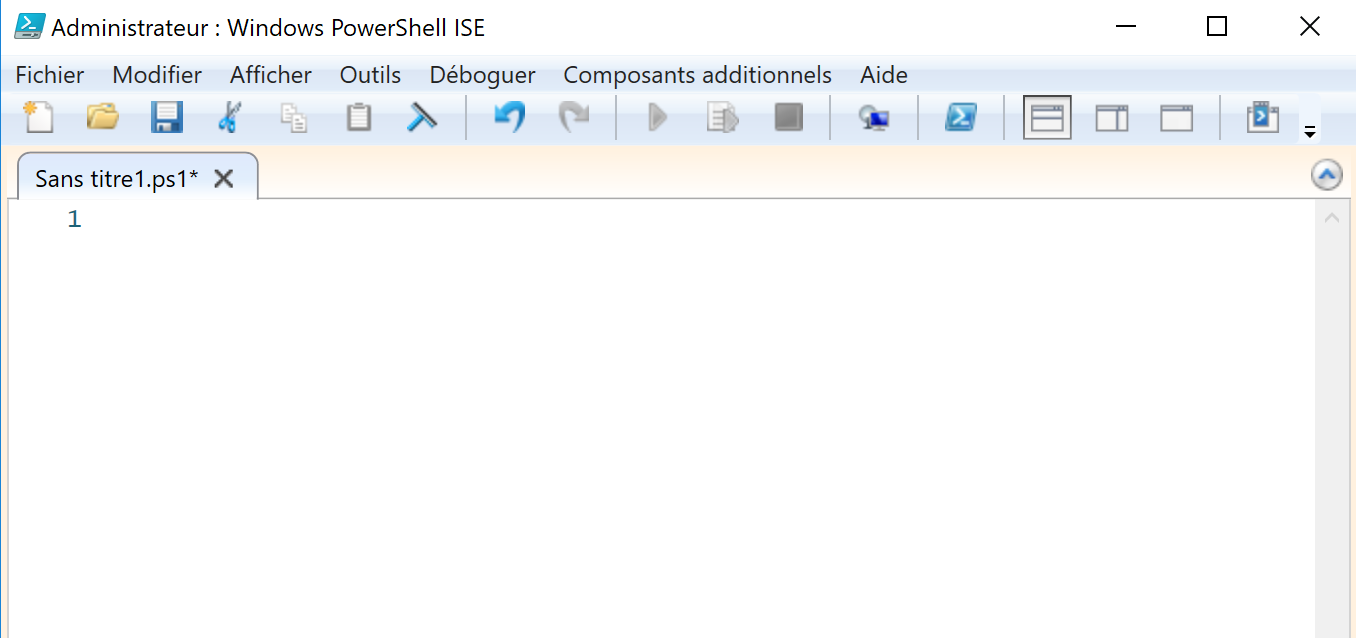 Administrateur : Windows PowerShell ISE
Fichier Modifier Afficher Outils Déboguer Composants additionnels Aide
Sans titre1.ps1*
1